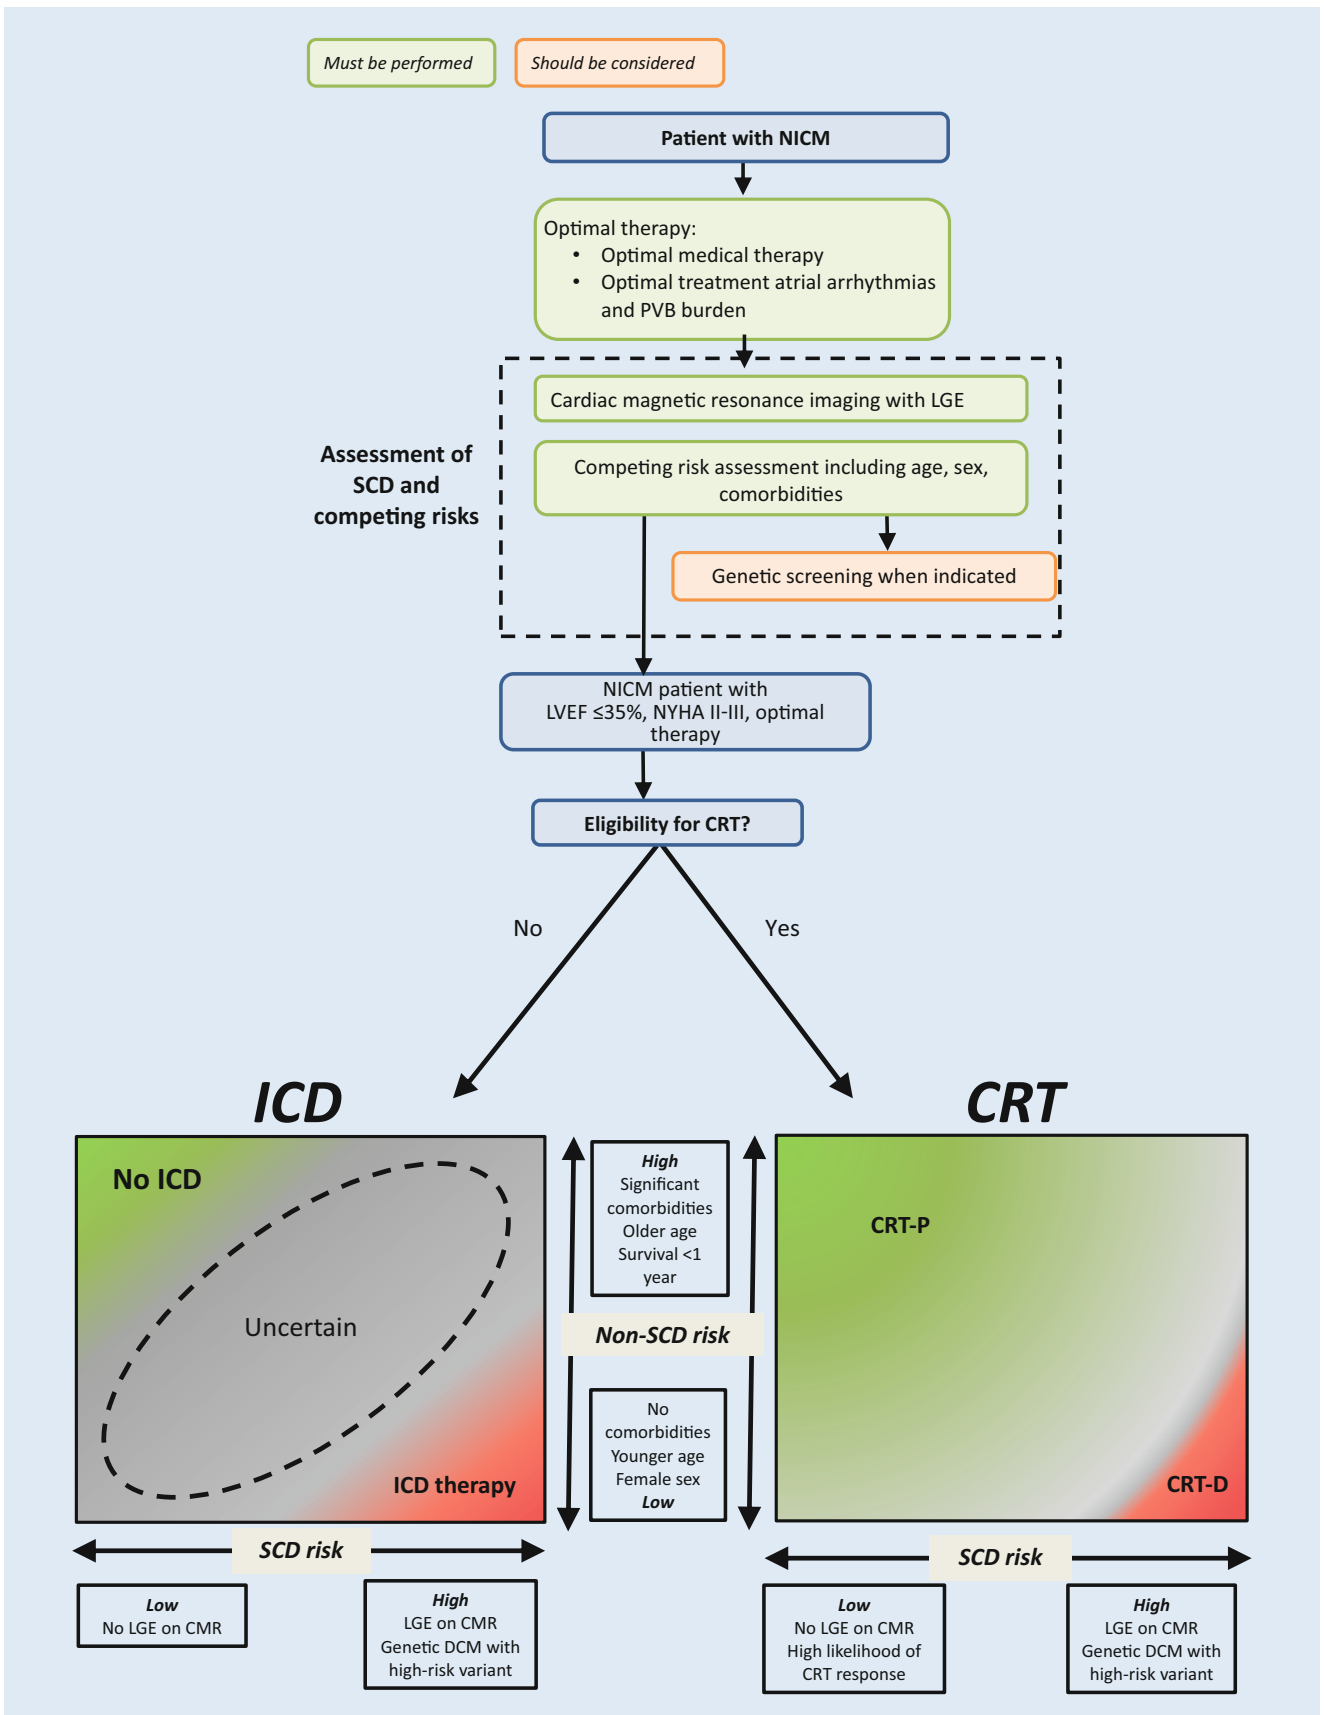 Must be performed
Should be considered
Patient with NICM
Optimal therapy:
• Optimal medical therapy
• Optimal treatment atrial arrhythmias
and PVB burden
Cardiac magnetic resonance imaging with LGE
Assessment of
SCD and
competing risks
Competing risk assessment including age, sex,
comorbidities
Genetic screening when indicated
NICM patient with
LVEF ≤35%, NYHA II-III, optimal
therapy
Eligibility for CRT?
No
Yes
ICD
No ICD
Uncertain
ICD therapy
SCD risk
Low
No LGE on CMR
High
LGE on CMR
Genetic DCM with
high-risk variant
High
Significant
comorbidities
Older age
Survival <1
year
Non-SCD risk
No
comorbidities
Younger age
Female sex
Low
CRT
CRT-P
CRT-D
SCD risk
Low
No LGE on CMR
High likelihood of
CRT response
High
LGE on CMR
Genetic DCM with
high-risk variant